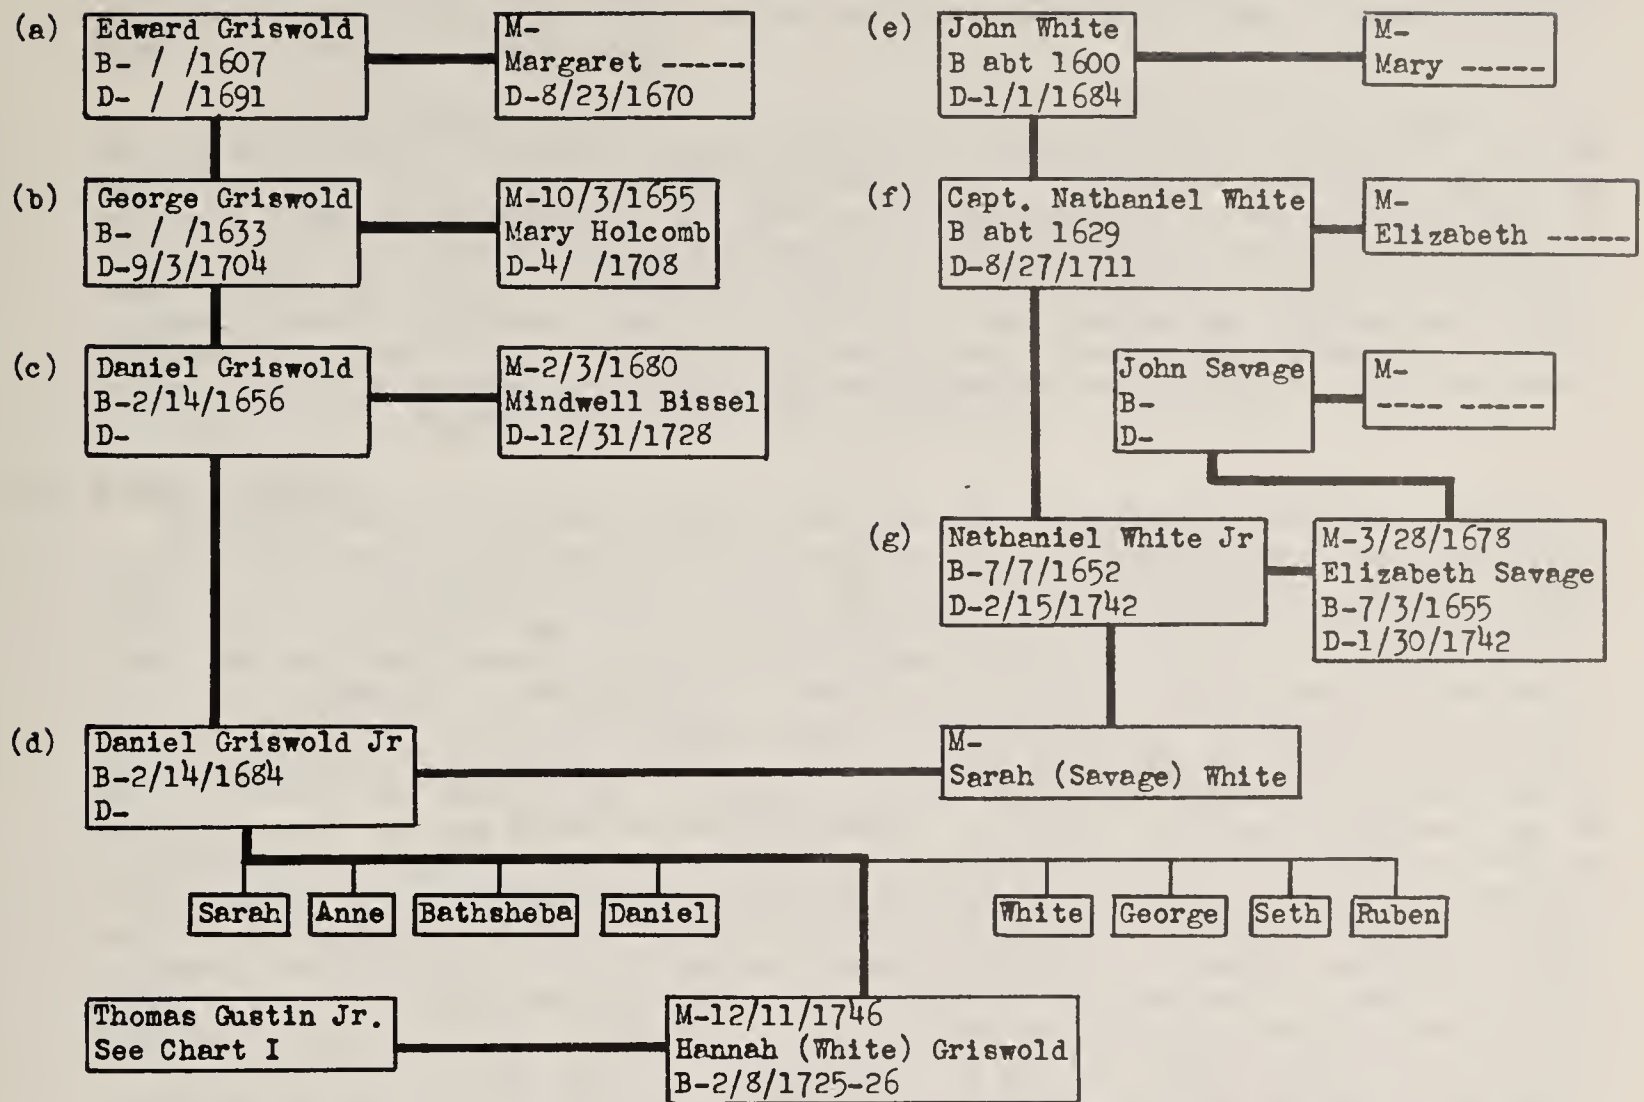 (a)
Edward Griswold
B- / /1607
D- / /1691
M-
Margaret -----
D-8/23/1670
(b)
George Griswold
B- / /1633
D-9/3/1704
M-10/3/1655
Mary Holcomb
D-4/ /1708
(c)
Daniel Griswold
B-2/14/1656
D-
M-2/3/1680
Mindwell Bissel
D-12/31/1728
(e)
John White
B abt 1600
D-1/1/1684
M-
Mary -----
(f)
Capt. Nathaniel White
B abt 1629
D-8/27/1711
M-
Elizabeth -----
John Savage
B-
D-
M-
---- -----
(g)
Nathaniel White Jr
B-7/7/1652
D-2/15/1742
M-3/28/1678
Elizabeth Savage
B-7/3/1655
D-1/30/1742
(d)
Daniel Griswold Jr
B-2/14/1684
D-
M-
Sarah (Savage) White
Sarah
Anne
Bathsheba
Daniel
White
George
Seth
Ruben
Thomas Gustin Jr.
See Chart I
M-12/11/1746
Hannah (White) Griswold
B-2/8/1725-26